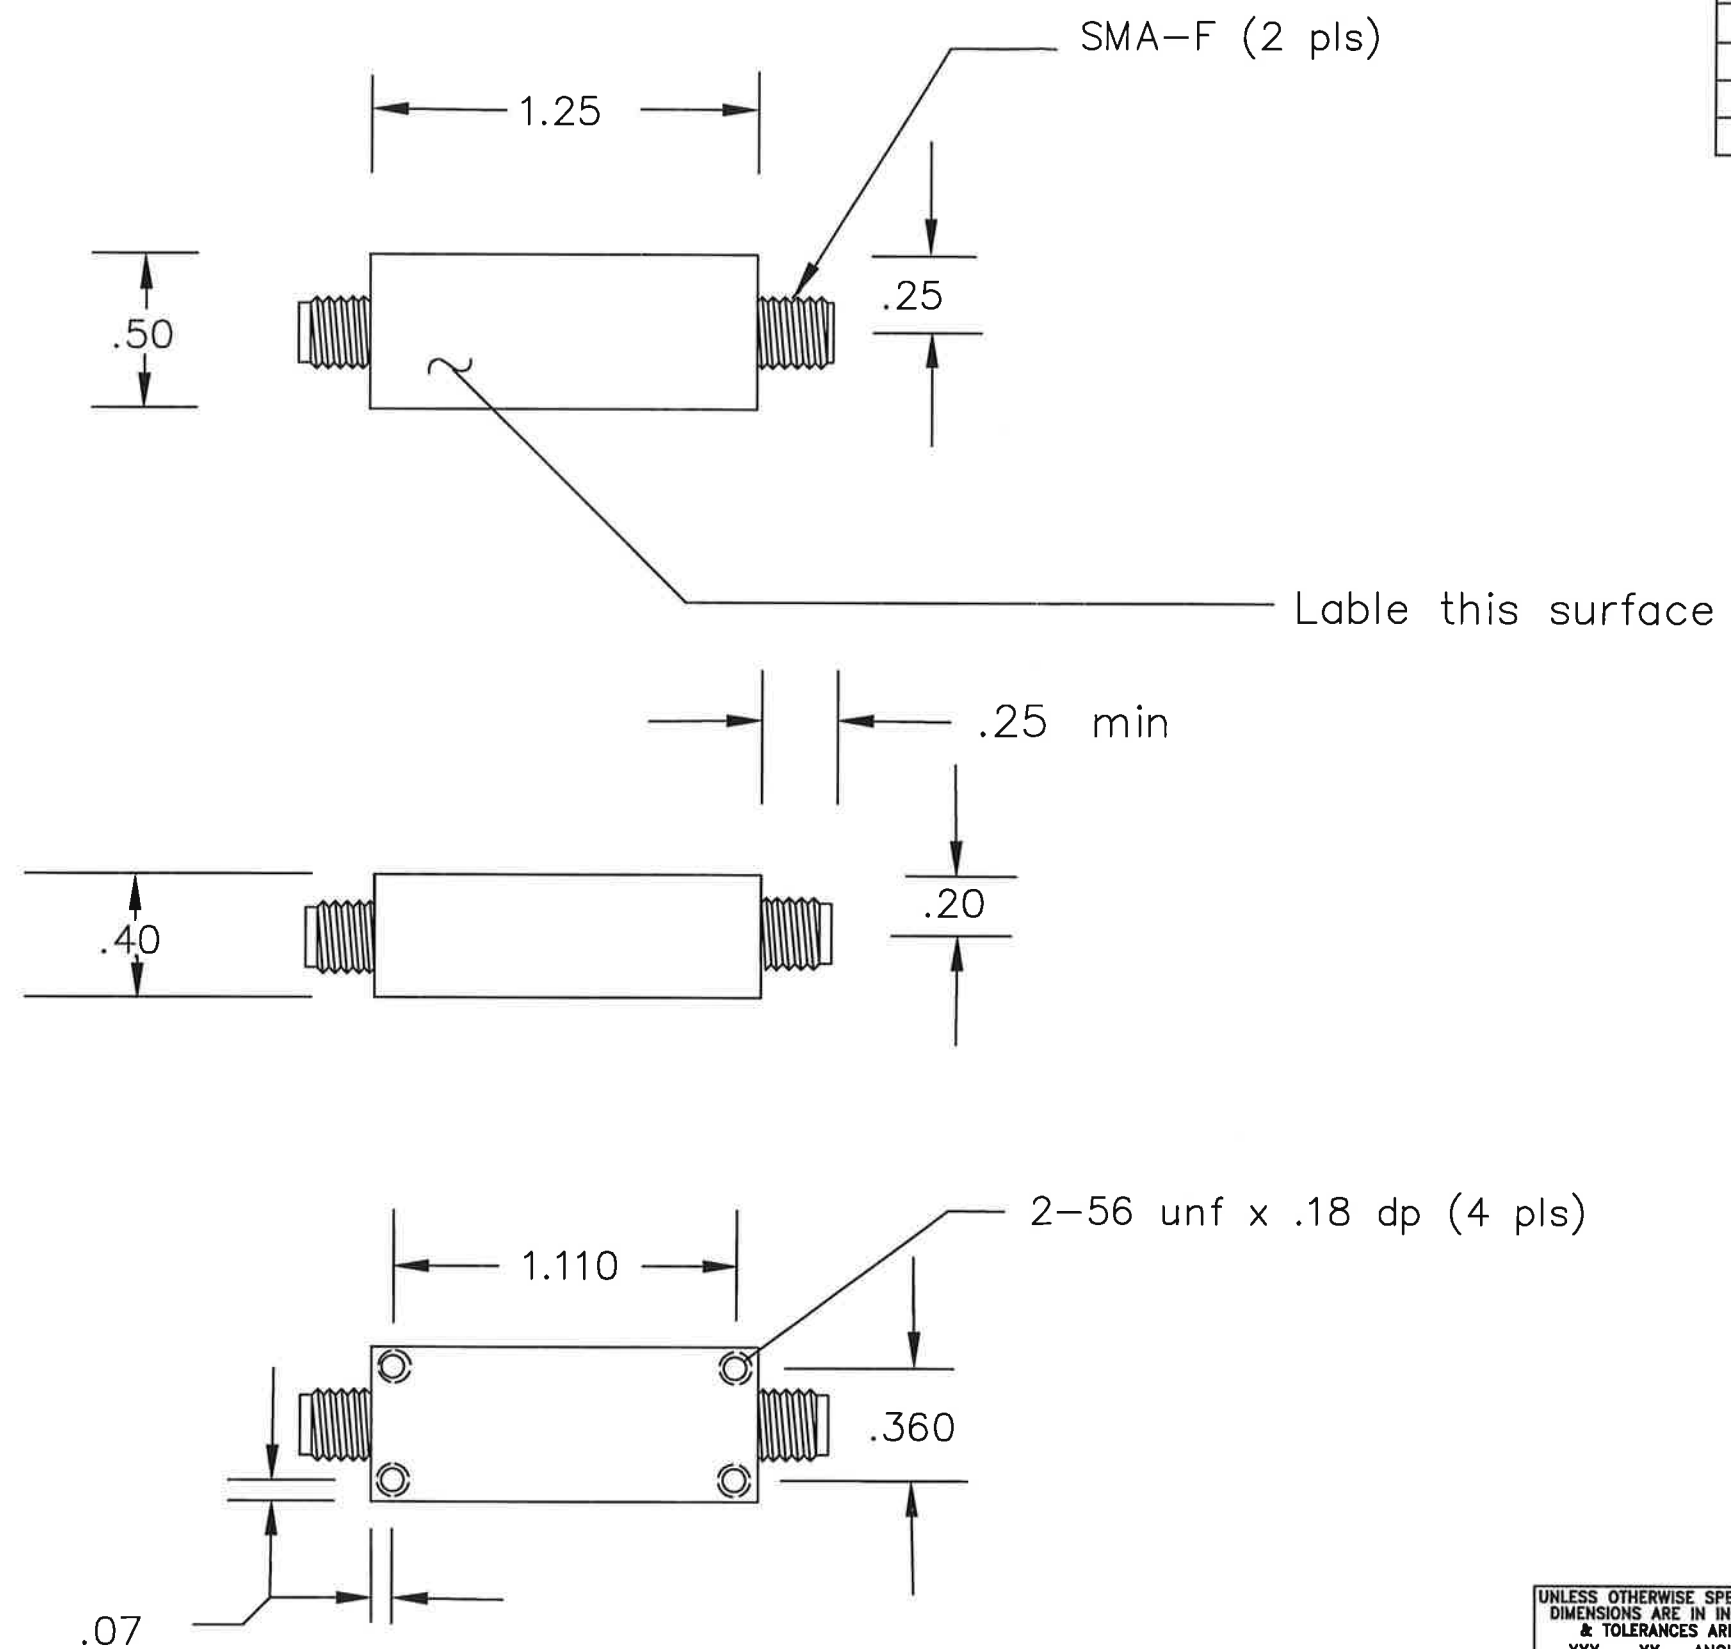 SMA-F (2 pls)
1.25
.25
.50
Lable this surface
.25 min
.20
.40
2-56 unf x .18 dp (4 pls)
1.110
.360
.07
UNLESS OTHERWISE
DIMENSIONS ARE IN
& TOLERANCES